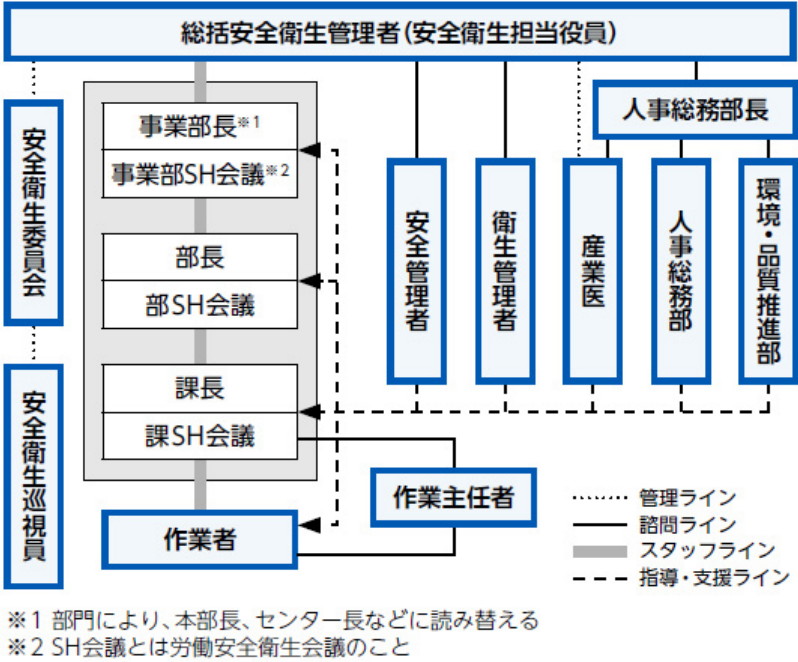 総括安全衛生管理者(安全衛生担当役員)
安全衛生委員会
安全衛生巡視員
事業部長※1
事業部SH会議※2
部長
部SH会議
課長
課SH会議
作業者
作業主任者
安全管理者
衛生管理者
産業医
人事総務部長
人事総務部
環境・品質推進部
管理ライン
諮問ライン
スタッフライン
指導・支援ライン
※1 部門により、本部長、センター長などに読み替える
※2 SH会議とは労働安全衛生会議のこと